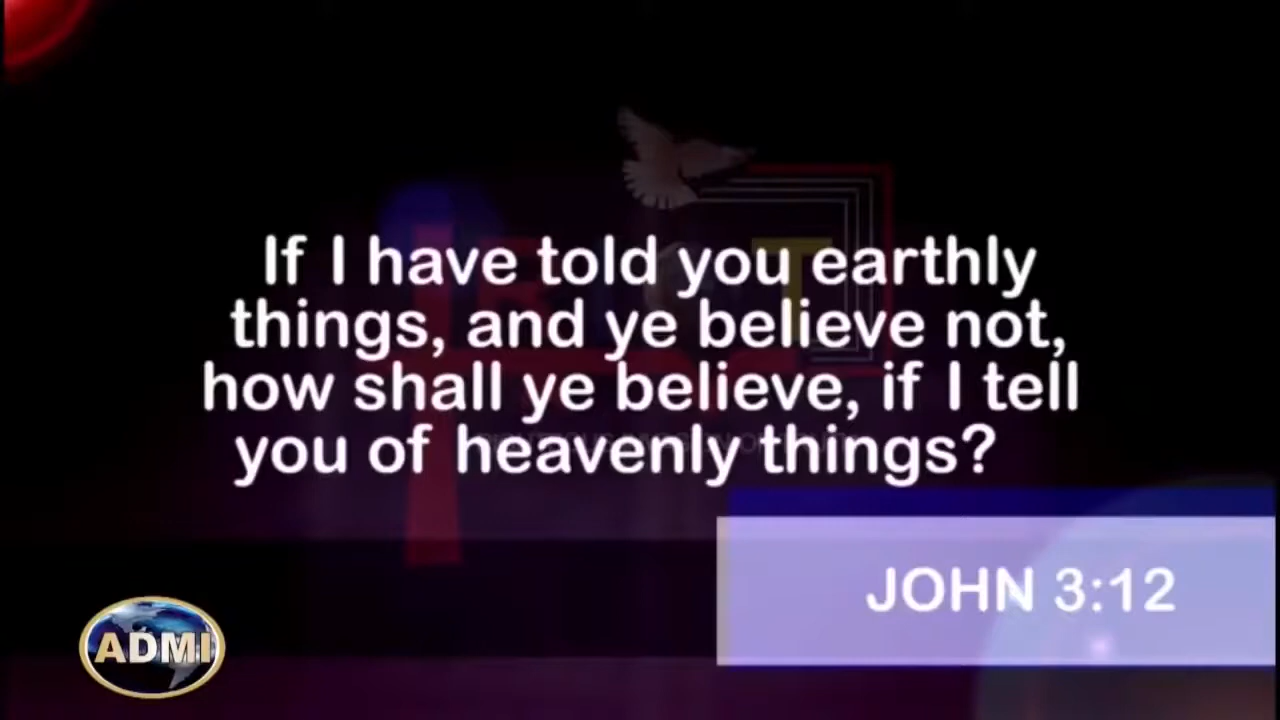 If I have told you earthly
things, and ye believe not,
how shall ye believe, if I tell
you of heavenly things?
JOHN 3:12
ADMI